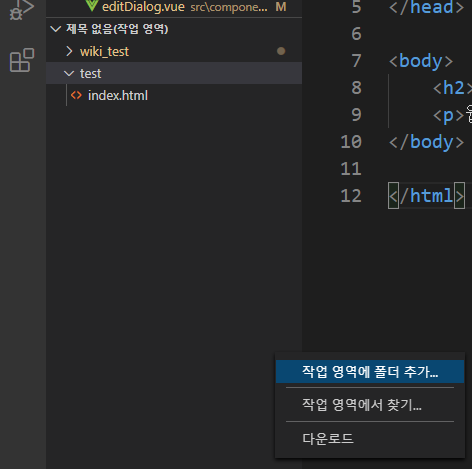 editDialog.vue src\compone... M
제목 없음(작업 영역)
wiki_test
test
<> index.html
5 </head>
6
7 <body>
8 <h2>
9 <p>
10 </body>
11
12 </html>
작업 영역에 폴더 추가...
작업 영역에서 찾기...
다운로드